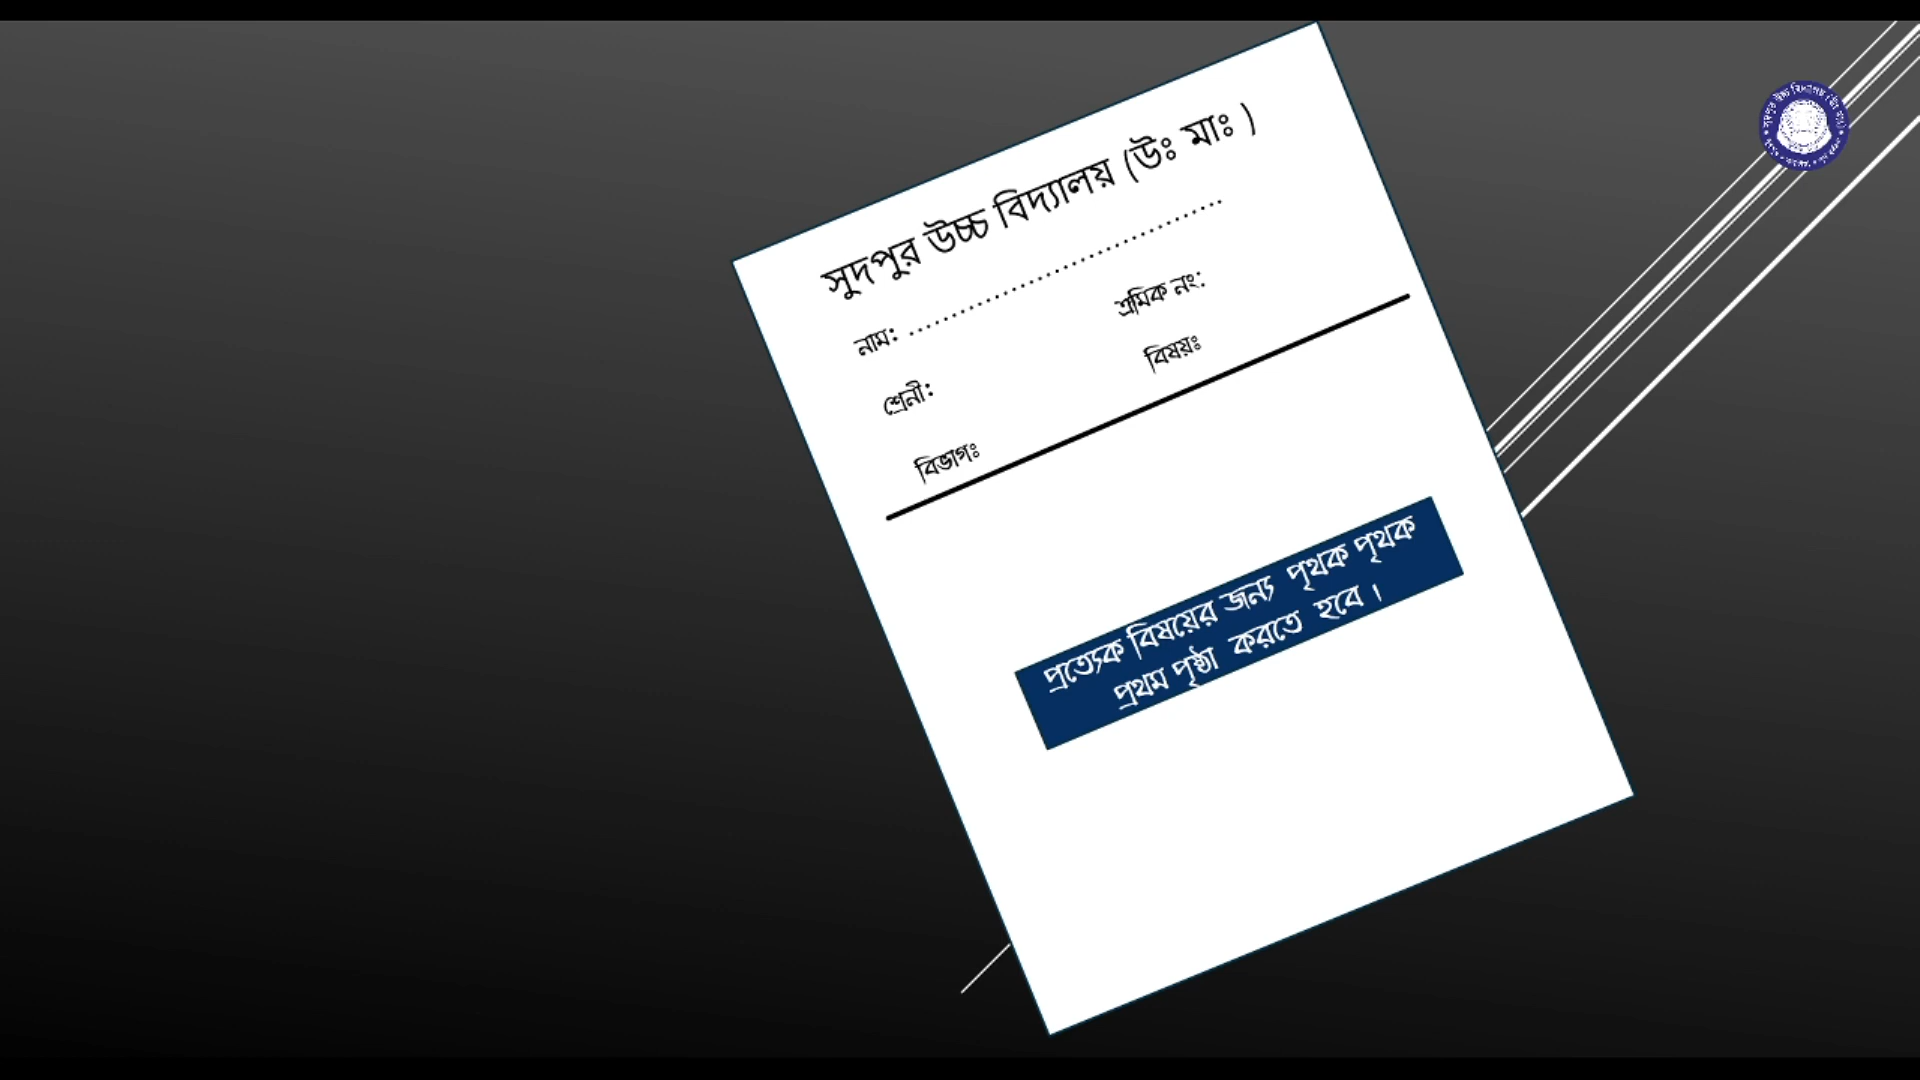 সুদপুর উচ্চ বিদ্যালয় (উঃ মাঃ )
নাম: ......................................
শ্রেনী: শ্রমিক নং:
বিভাগঃ বিষয়ঃ
প্রত্যেক বিষয়ের জন্য পৃথক পৃথক
প্রথম পৃষ্ঠা করতে হবে ।